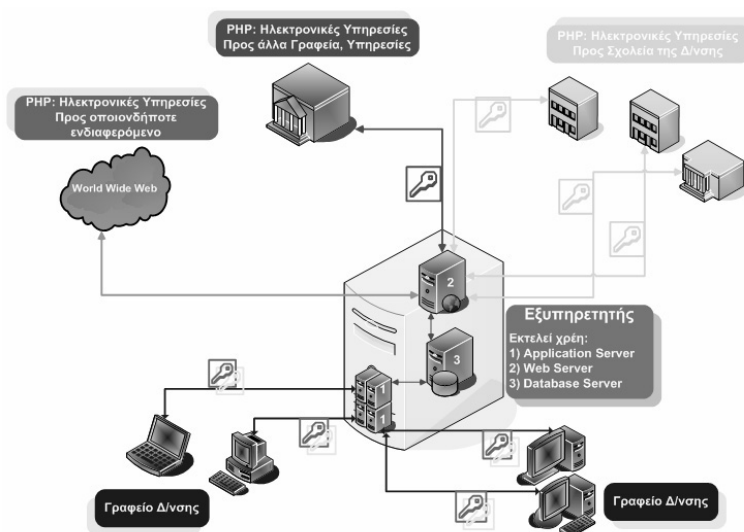 PHP: Ηλεκτρονικές Υπηρεσίες
Προς άλλα Γραφεία, Υπηρεσίες
PHP: Ηλεκτρονικές Υπηρεσίες
Προς Σχολεία της Δ/νσης
PHP: Ηλεκτρονικές Υπηρεσίες
Προς οποιονδήποτε
ενδιαφερόμενο
World Wide Web
2
3
1
1
Εξυπηρετητής
Εκτελεί χρέη:
1) Application Server
2) Web Server
3) Database Server
Γραφείο Δ/νσης
Γραφείο Δ/νσης